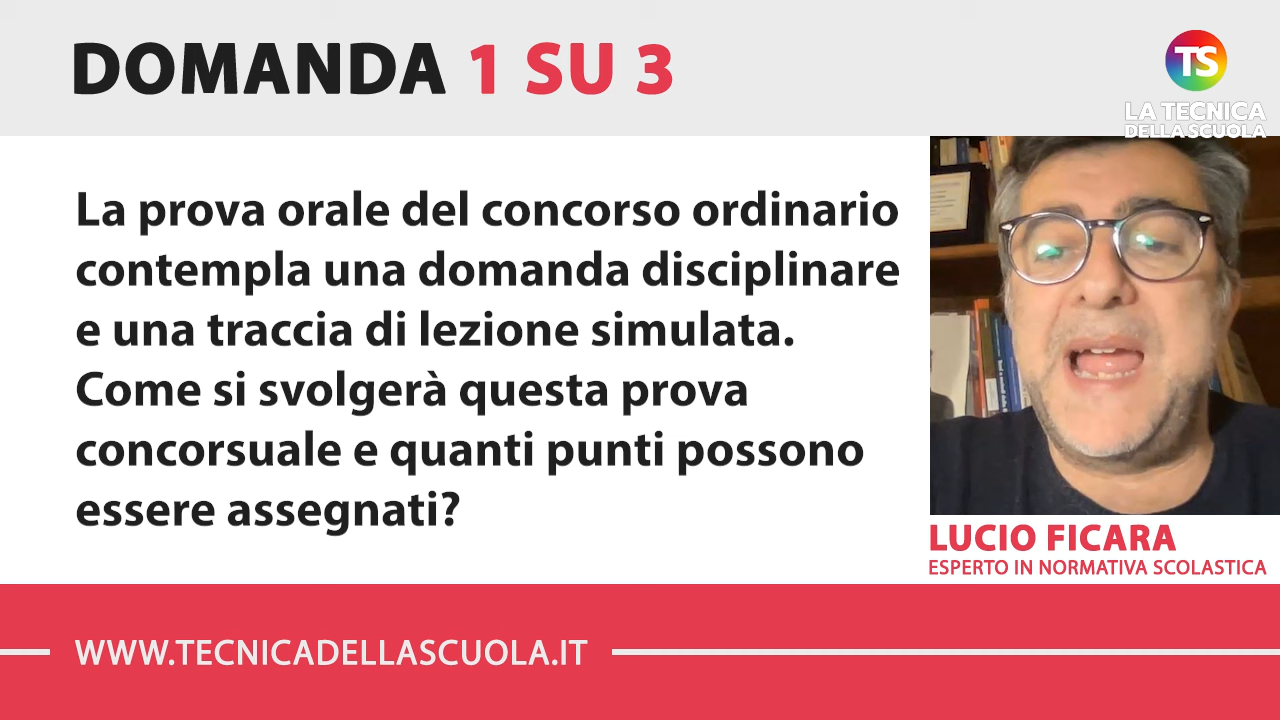 DOMANDA 1 SU 3
TS
LA TECNICA
DELLA SCUOLA
La prova orale del concorso ordinario
contempla una domanda disciplinare
e una traccia di lezione simulata.
Come si svolgerà questa prova
concorsuale e quanti punti possono
essere assegnati?
LUCIO FICARA
ESPERTO IN NORMATIVA SCOLASTICA
WWW.TECNICADELLASCUOLA.IT